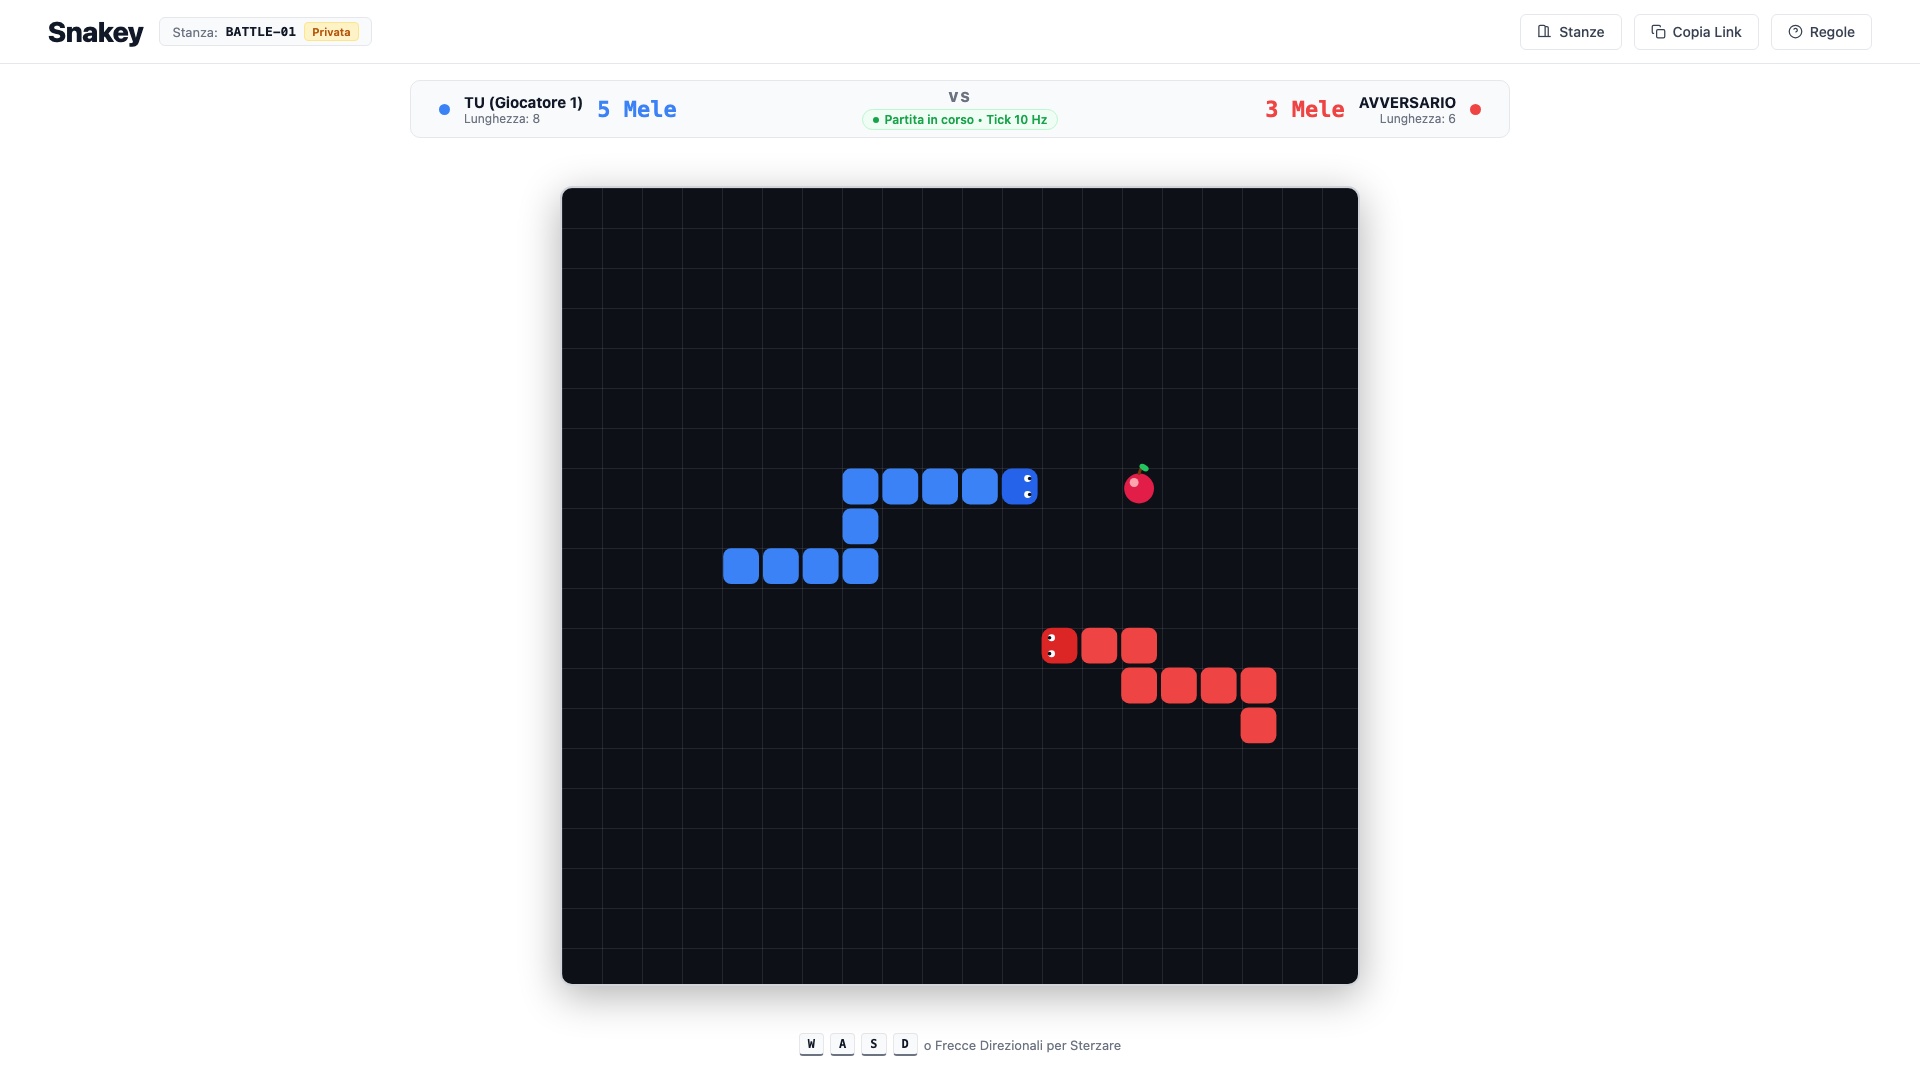 Snakey
Stanza: BATTLE-01 Privata
Stanze
Copia Link
Regole
TU (Giocatore 1)
Lunghezza: 8
5 Mele
VS
Partita in corso • Tick 10 Hz
3 Mele
AVVERSARIO
Lunghezza: 6
W A S D o Frecce Direzionali per Sterzare